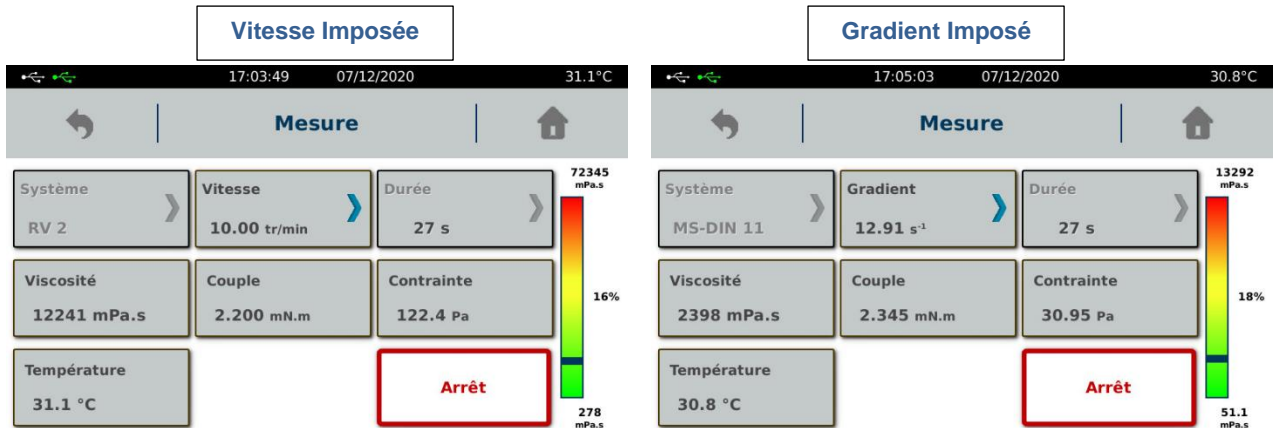 Vitesse Imposée
17:03:49 07/12/2020 31.1°C
Mesure
Système
RV 2
Vitesse
10.00 tr/min
Durée
27 s
72345
mPa.s
Viscosité
12241 mPa.s
Couple
2.200 mN.m
Contrainte
122.4 Pa
16%
Température
31.1 °C
Arrêt
278
mPa.s
Gradient Imposé
17:05:03 07/12/2020 30.8°C
Mesure
Système
MS-DIN 11
Gradient
12.91 s⁻¹
Durée
27 s
13292
mPa.s
Viscosité
2398 mPa.s
Couple
2.345 mN.m
Contrainte
30.95 Pa
18%
Température
30.8 °C
Arrêt
51.1
mPa.s